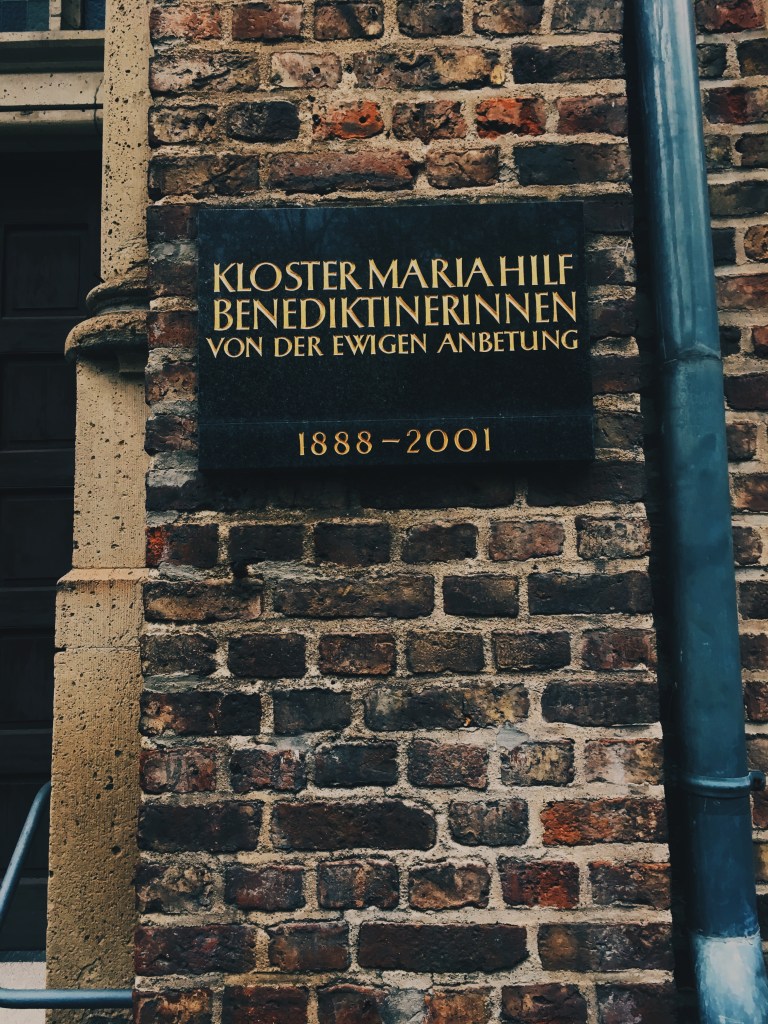 KLOSTER MARIA HILF
BENEDIKTINERINNEN
VON DER EWIGEN ANBETUNG
1888–2001